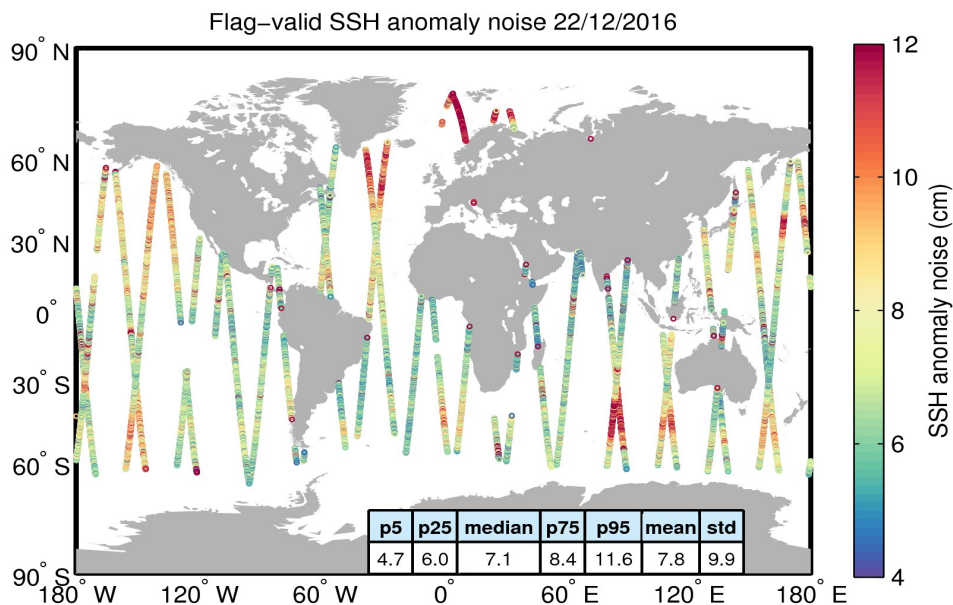 Flag−valid SSH anomaly noise 22/12/2016
90° N
60° N
30° N
0°
30° S
60° S
90° S
180° W
120° W
60° W
0°
60° E
120° E
180° E
p5 p25 median p75 p95 mean std
4.7 6.0 7.1 8.4 11.6 7.8 9.9
12
10
8
6
4
SSH anomaly noise (cm)